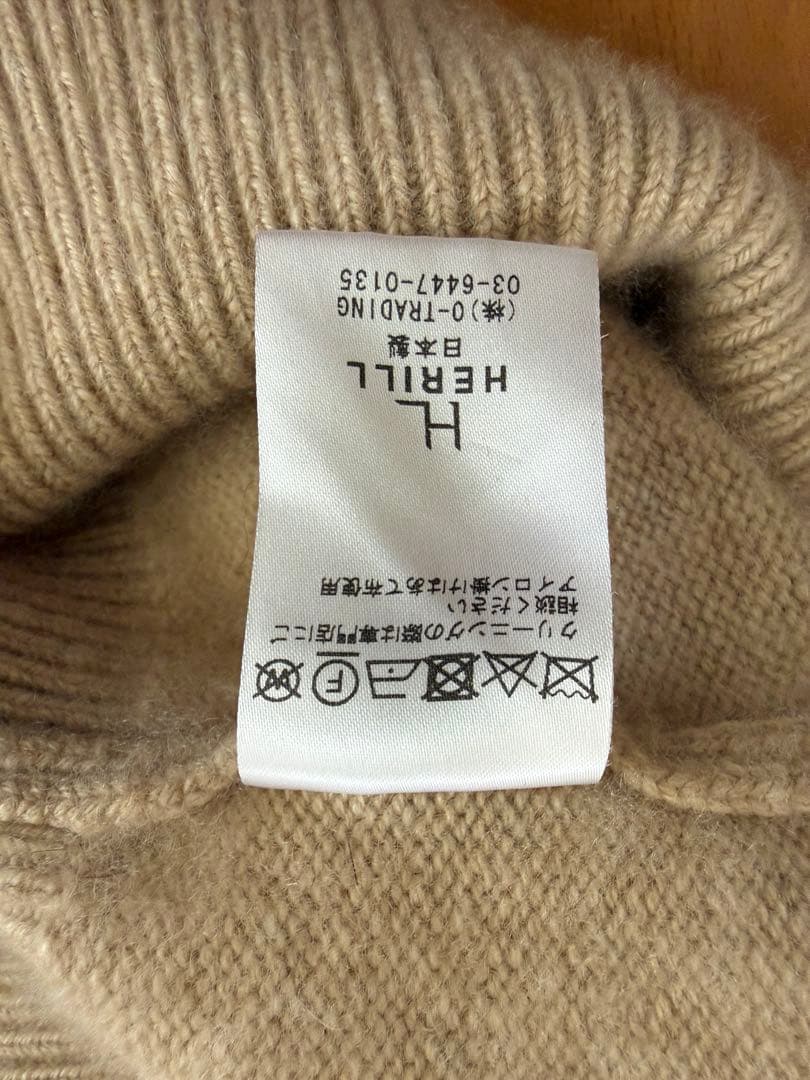 クリーニングの際は専門店にご
相談ください
アイロン掛けはあて布使用
HL
HERILL
日本製
(株)O-TRADING
03-6447-0135